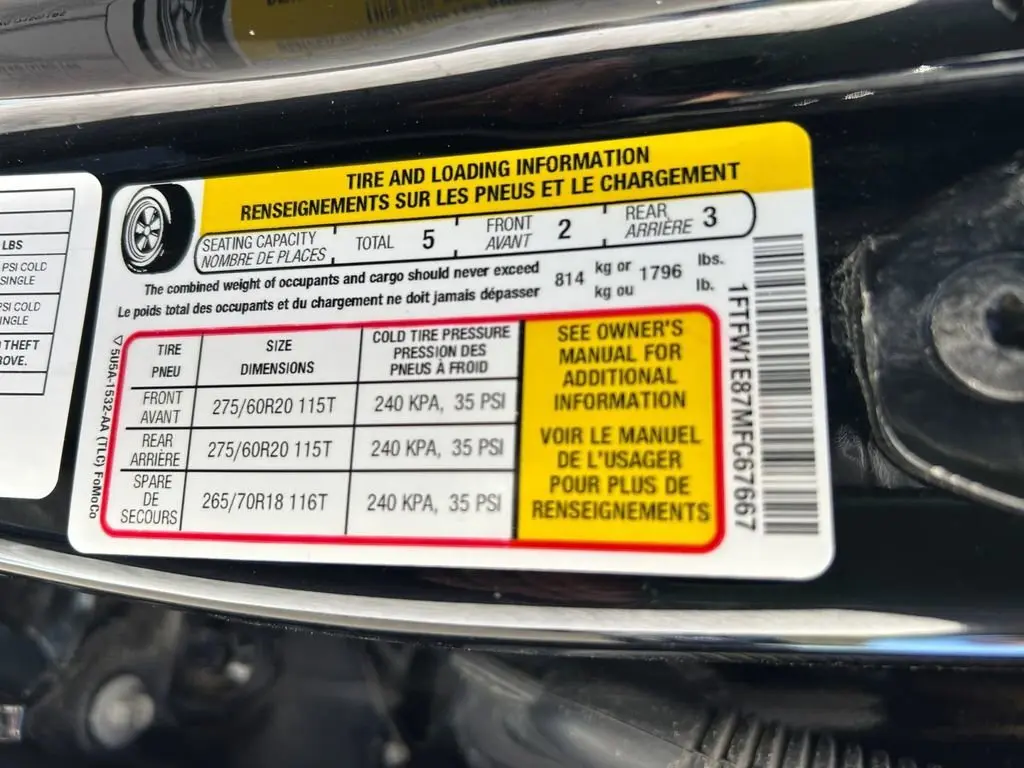 LBS
PSI COLD
SINGLE
PSI COLD
SINGLE
THEFT
OVE.
TIRE AND LOADING INFORMATION
RENSEIGNEMENTS SUR LES PNEUS ET LE CHARGEMENT
SEATING CAPACITY
NOMBRE DE PLACES
TOTAL 5
FRONT
AVANT
2
REAR
ARRIÈRE
3
The combined weight of occupants and cargo should never exceed 814 kg or 1796 lbs.
Le poids total des occupants et du chargement ne doit jamais dépasser kg ou lb.
TIRE
PNEU
SIZE
DIMENSIONS
COLD TIRE PRESSURE
PRESSION DES
PNEUS À FROID
FRONT
AVANT
275/60R20 115T
240 KPA, 35 PSI
REAR
ARRIÈRE
275/60R20 115T
240 KPA, 35 PSI
SPARE
DE
SECOURS
265/70R18 116T
240 KPA, 35 PSI
SEE OWNER'S
MANUAL FOR
ADDITIONAL
INFORMATION
VOIR LE MANUEL
DE L'USAGER
POUR PLUS DE
RENSEIGNEMENTS
5U5A-1532-AA (TLC) FoMoCo
1FTFW1E87MFC67667